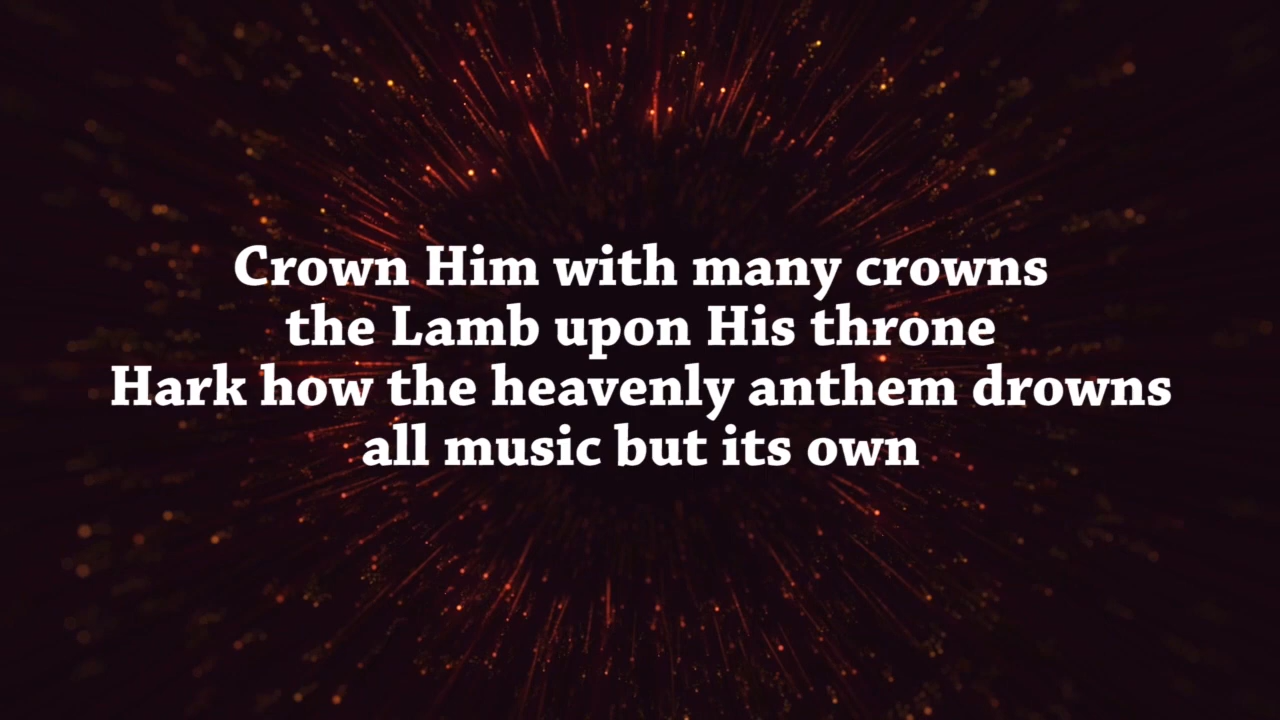 Crown Him with many crowns
the Lamb upon His throne
Hark how the heavenly anthem drowns
all music but its own